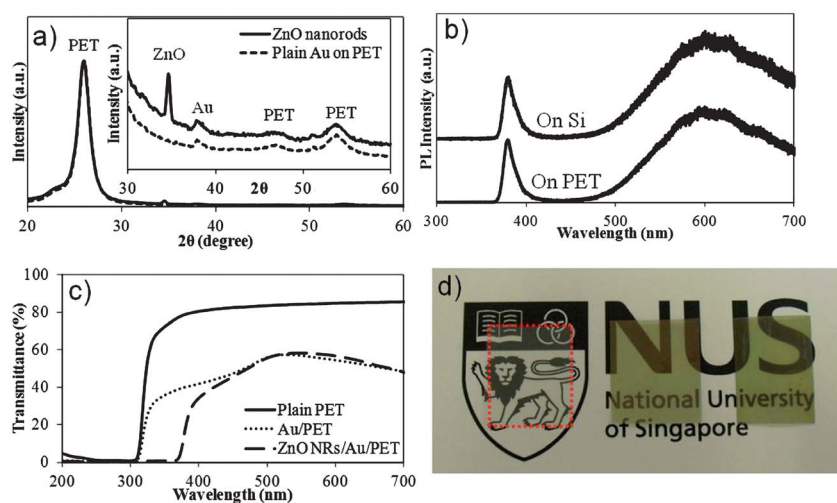 a)
PET
Intensity (a.u.)
20 30 40 50 60
2θ (degree)
Intensity (a.u.)
ZnO
Au
PET
PET
ZnO nanorods
Plain Au on PET
30 40 50 60
2θ
b)
PL Intensity (a.u.)
On Si
On PET
300 400 500 600 700
Wavelength (nm)
c)
Transmittance (%)
100
80
60
40
20
0
Plain PET
Au/PET
ZnO NRs/Au/PET
200 300 400 500 600 700
Wavelength (nm)
d)
NUS
National University
of Singapore